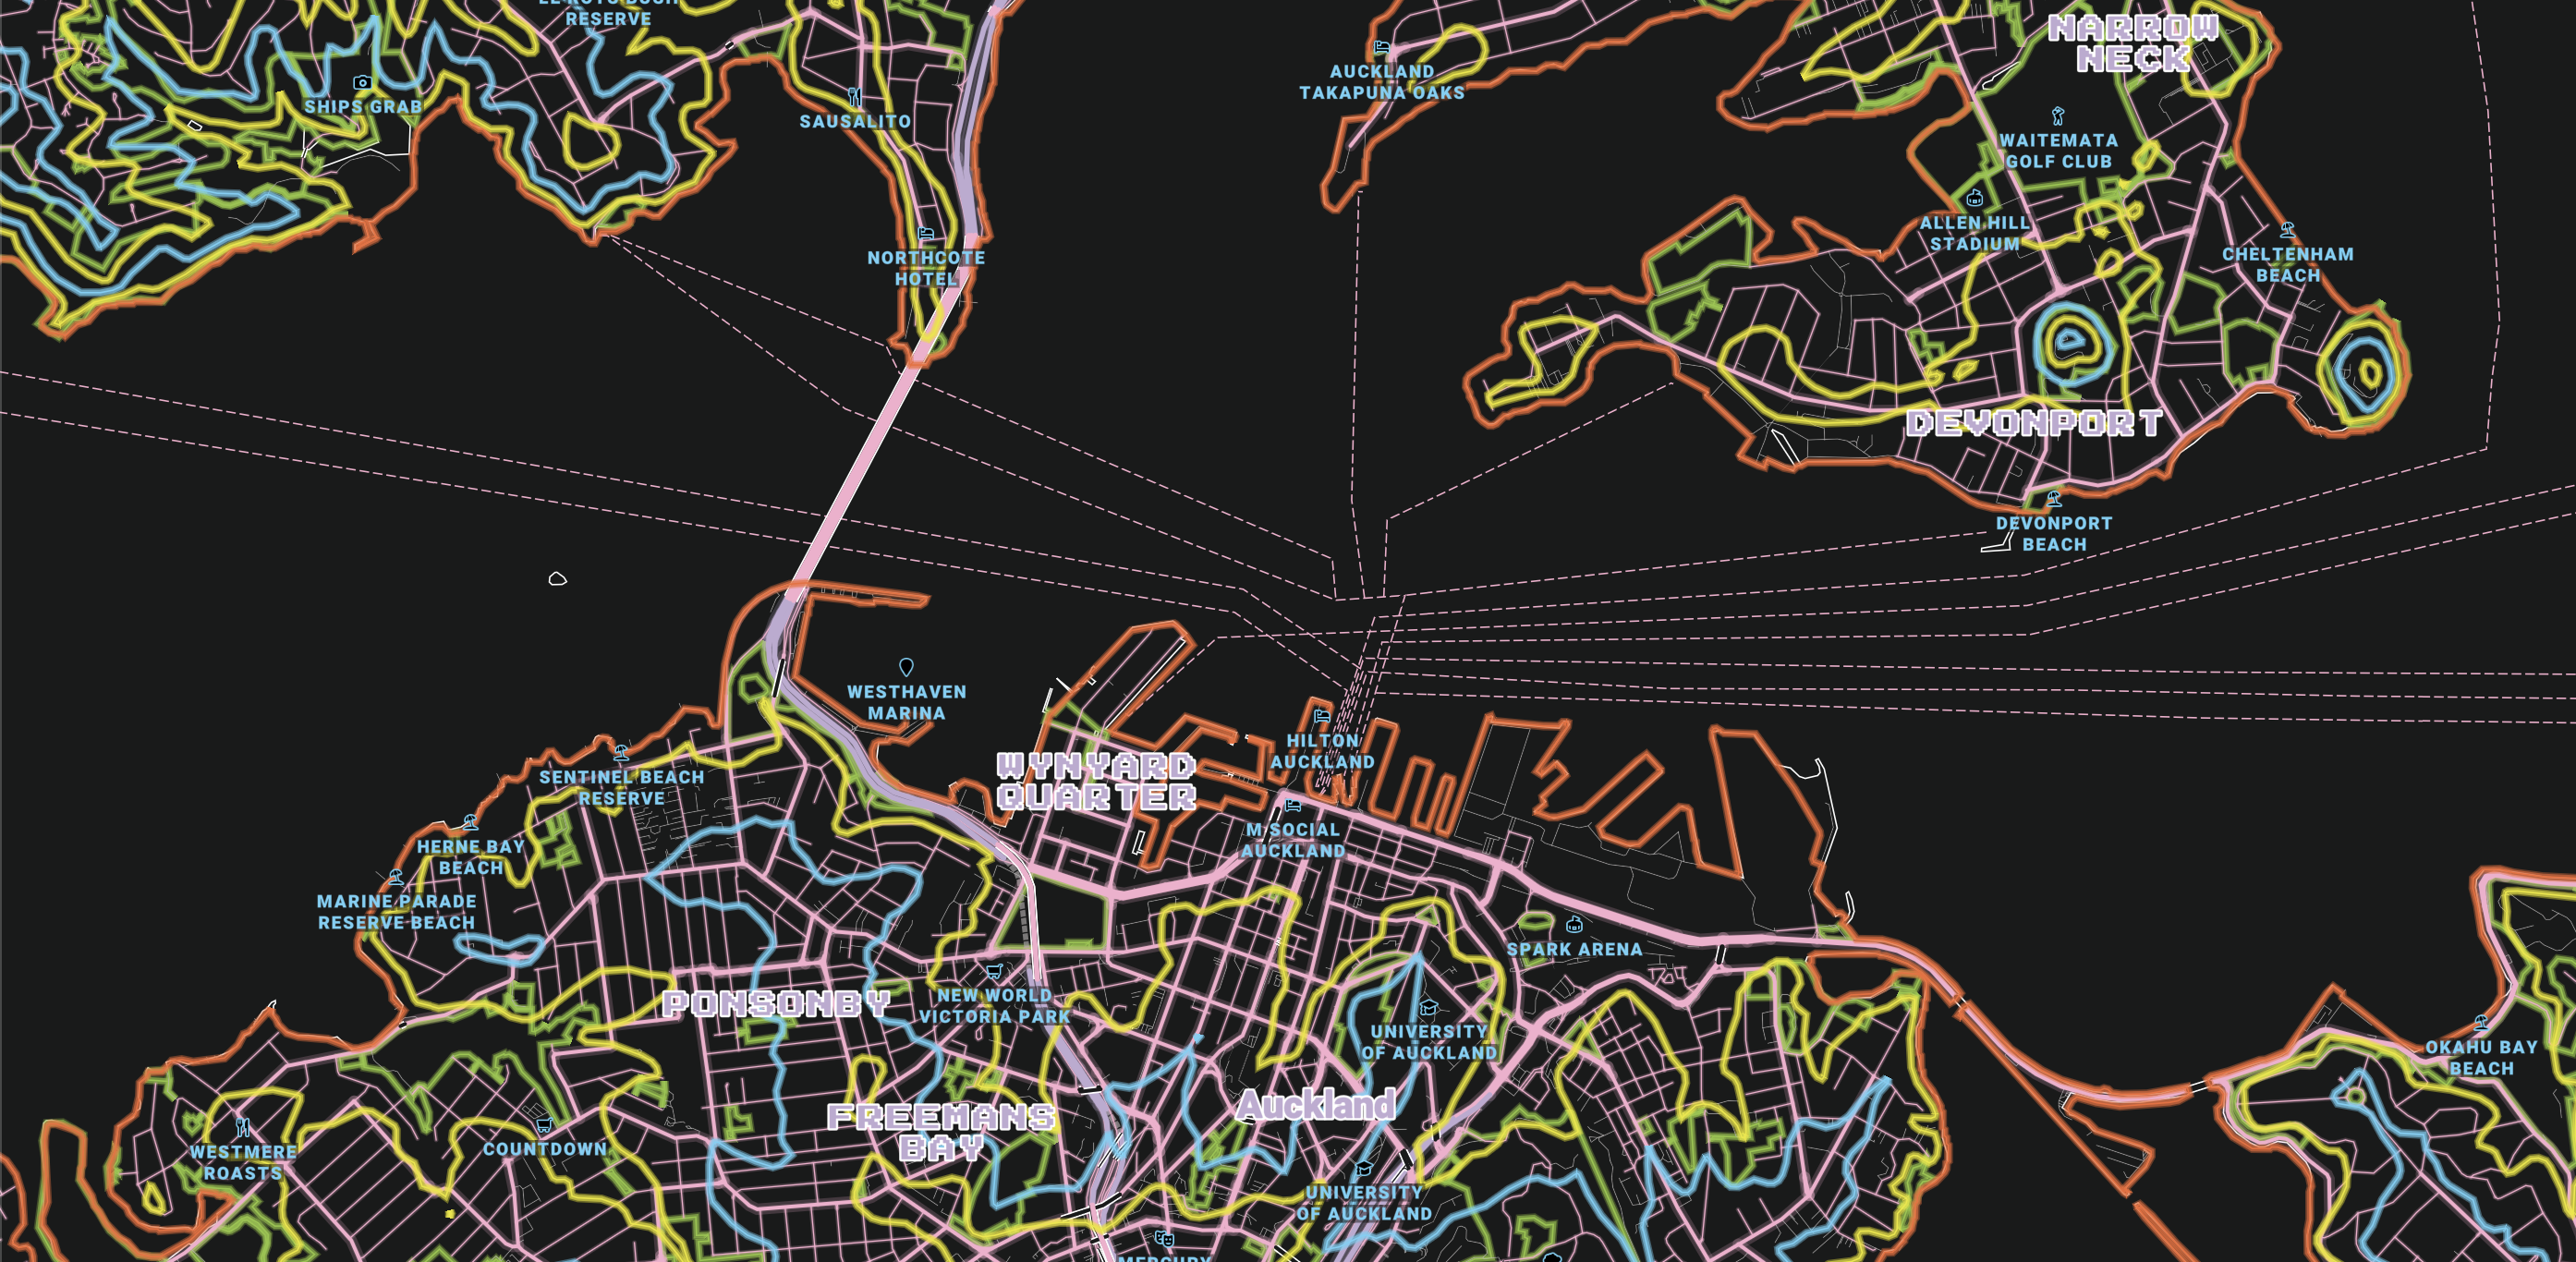 RESERVE
NARROW
NECK
AUCKLAND
TAKAPUNA OAKS
SHIPS GRAB
SAUSALITO
WAITEMATA
GOLF CLUB
ALLEN HILL
STADIUM
NORTHCOTE
HOTEL
CHELTENHAM
BEACH
DEVONPORT
DEVONPORT
BEACH
WESTHAVEN
MARINA
HILTON
AUCKLAND
WYNYARD
QUARTER
SENTINEL BEACH
RESERVE
M SOCIAL
AUCKLAND
HERNE BAY
BEACH
MARINE PARADE
RESERVE BEACH
SPARK ARENA
NEW WORLD
VICTORIA PARK
PONSONBY
UNIVERSITY
OF AUCKLAND
OKAHU BAY
BEACH
Auckland
FREEMANS
BAY
COUNTDOWN
WESTMERE
ROASTS
UNIVERSITY
OF AUCKLAND
MERCURY